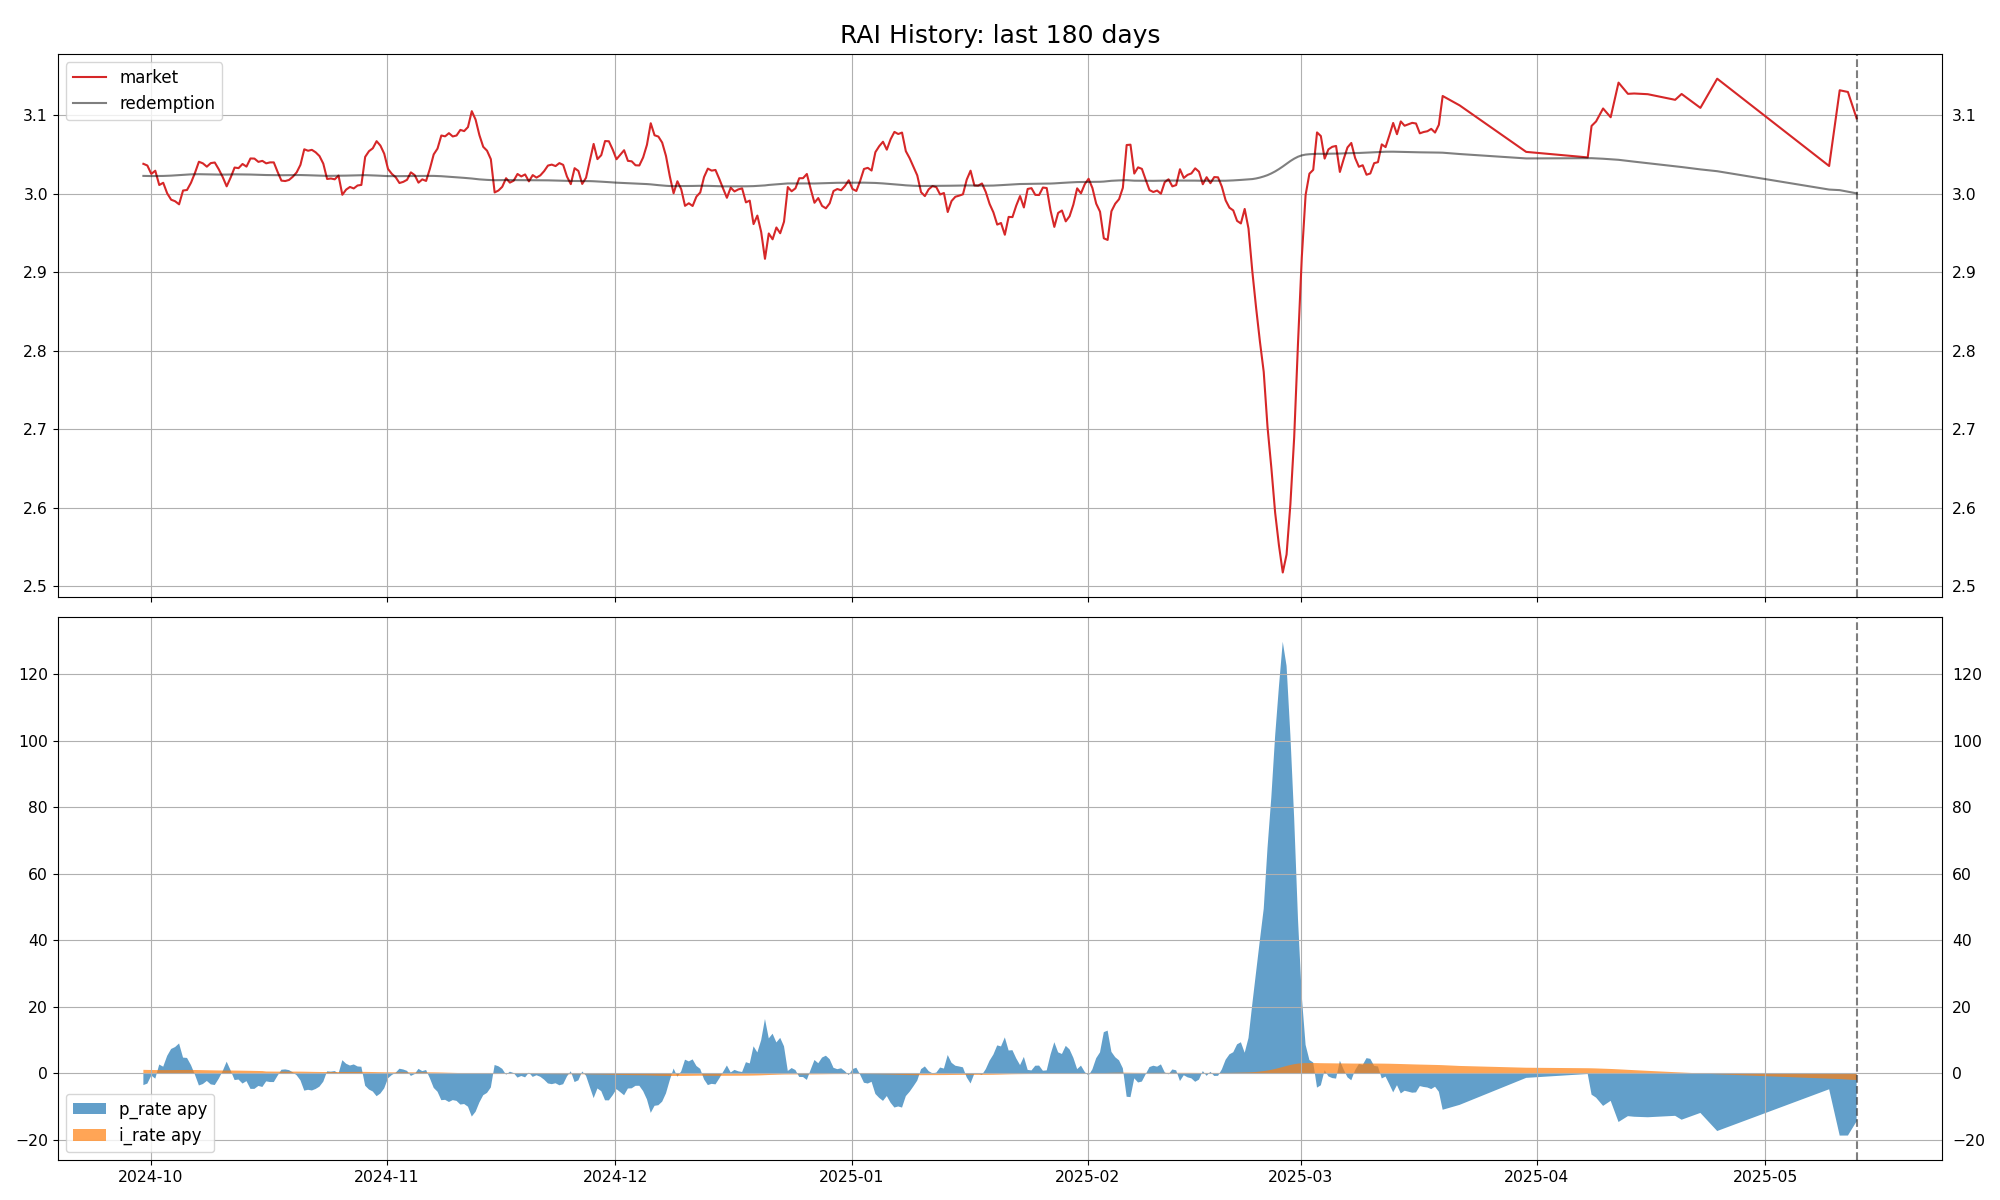 RAI History: last 180 days
market
redemption
3.1 3.1
3.0 3.0
2.9 2.9
2.8 2.8
2.7 2.7
2.6 2.6
2.5 2.5
120 120
100 100
80 80
60 60
40 40
20 20
0 0
p_rate apy
i_rate apy
−20 −20
2024-10 2024-11 2024-12 2025-01 2025-02 2025-03 2025-04 2025-05